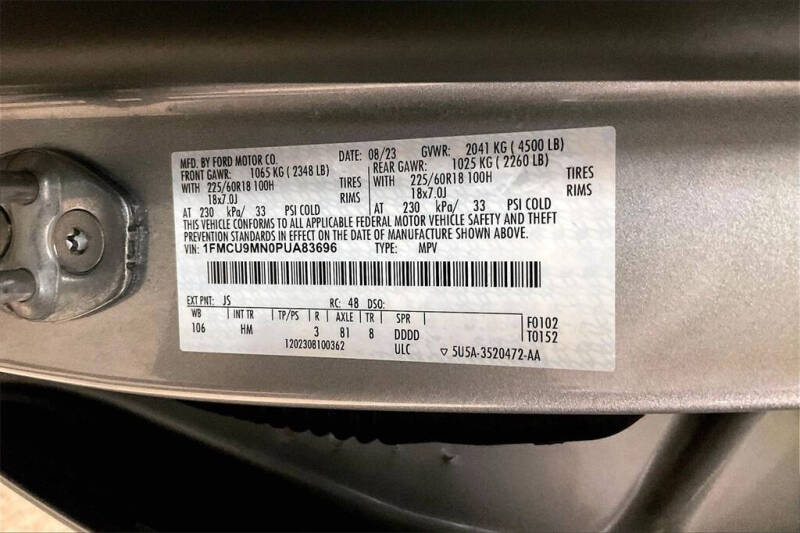 MFD. BY FORD MOTOR CO. DATE: 08/23 GVWR: 2041 KG ( 4500 LB)
FRONT GAWR: 1065 KG ( 2348 LB) REAR GAWR: 1025 KG ( 2260 LB)
WITH 225/60R18 100H TIRES WITH 225/60R18 100H TIRES
18x7.0J RIMS 18x7.0J RIMS
AT 230 kPa/ 33 PSI COLD AT 230 kPa/ 33 PSI COLD
THIS VEHICLE CONFORMS TO ALL APPLICABLE FEDERAL MOTOR VEHICLE SAFETY AND THEFT
PREVENTION STANDARDS IN EFFECT ON THE DATE OF MANUFACTURE SHOWN ABOVE.
VIN: 1FMCU9MN0PUA83696 TYPE: MPV
EXT PNT: JS RC: 48 DSO:
WB INT TR TP/PS R AXLE TR SPR F0102
106 HM 3 81 8 DDDD T0152
1202308100362 ULC ▽ 5U5A-3520472-AA